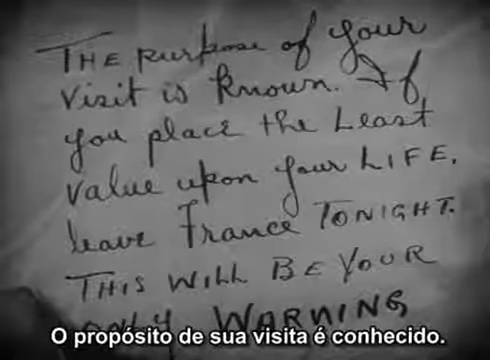 THE purpose of your
visit is known. If
you place the Least
value upon your LIFE,
leave France TONIGHT.
THIS WILL BE YOUR
ONLY WARNING
O propósito de sua visita é conhecido.